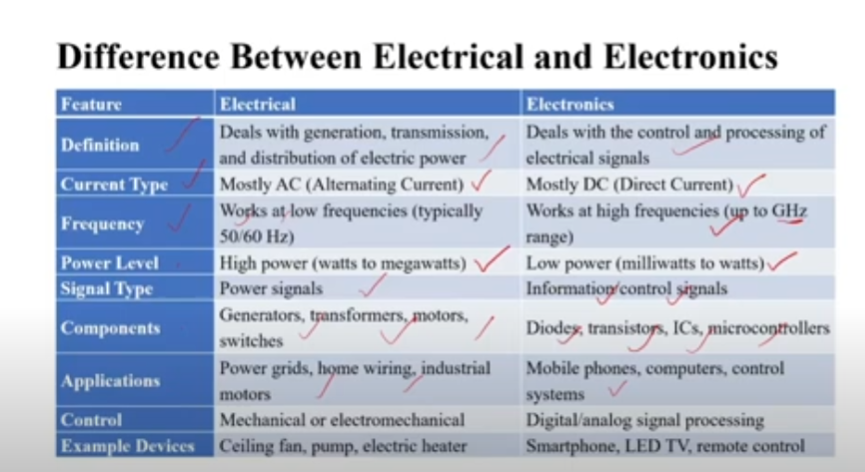 Difference Between Electrical and Electronics
Feature Electrical Electronics
Definition Deals with generation, transmission, and distribution of electric power Deals with the control and processing of electrical signals
Current Type Mostly AC (Alternating Current) Mostly DC (Direct Current)
Frequency Works at low frequencies (typically 50/60 Hz) Works at high frequencies (up to GHz range)
Power Level High power (watts to megawatts) Low power (milliwatts to watts)
Signal Type Power signals Information/control signals
Components Generators, transformers, motors, switches Diodes, transistors, ICs, microcontrollers
Applications Power grids, home wiring, industrial motors Mobile phones, computers, control systems
Control Mechanical or electromechanical Digital/analog signal processing
Example Devices Ceiling fan, pump, electric heater Smartphone, LED TV, remote control